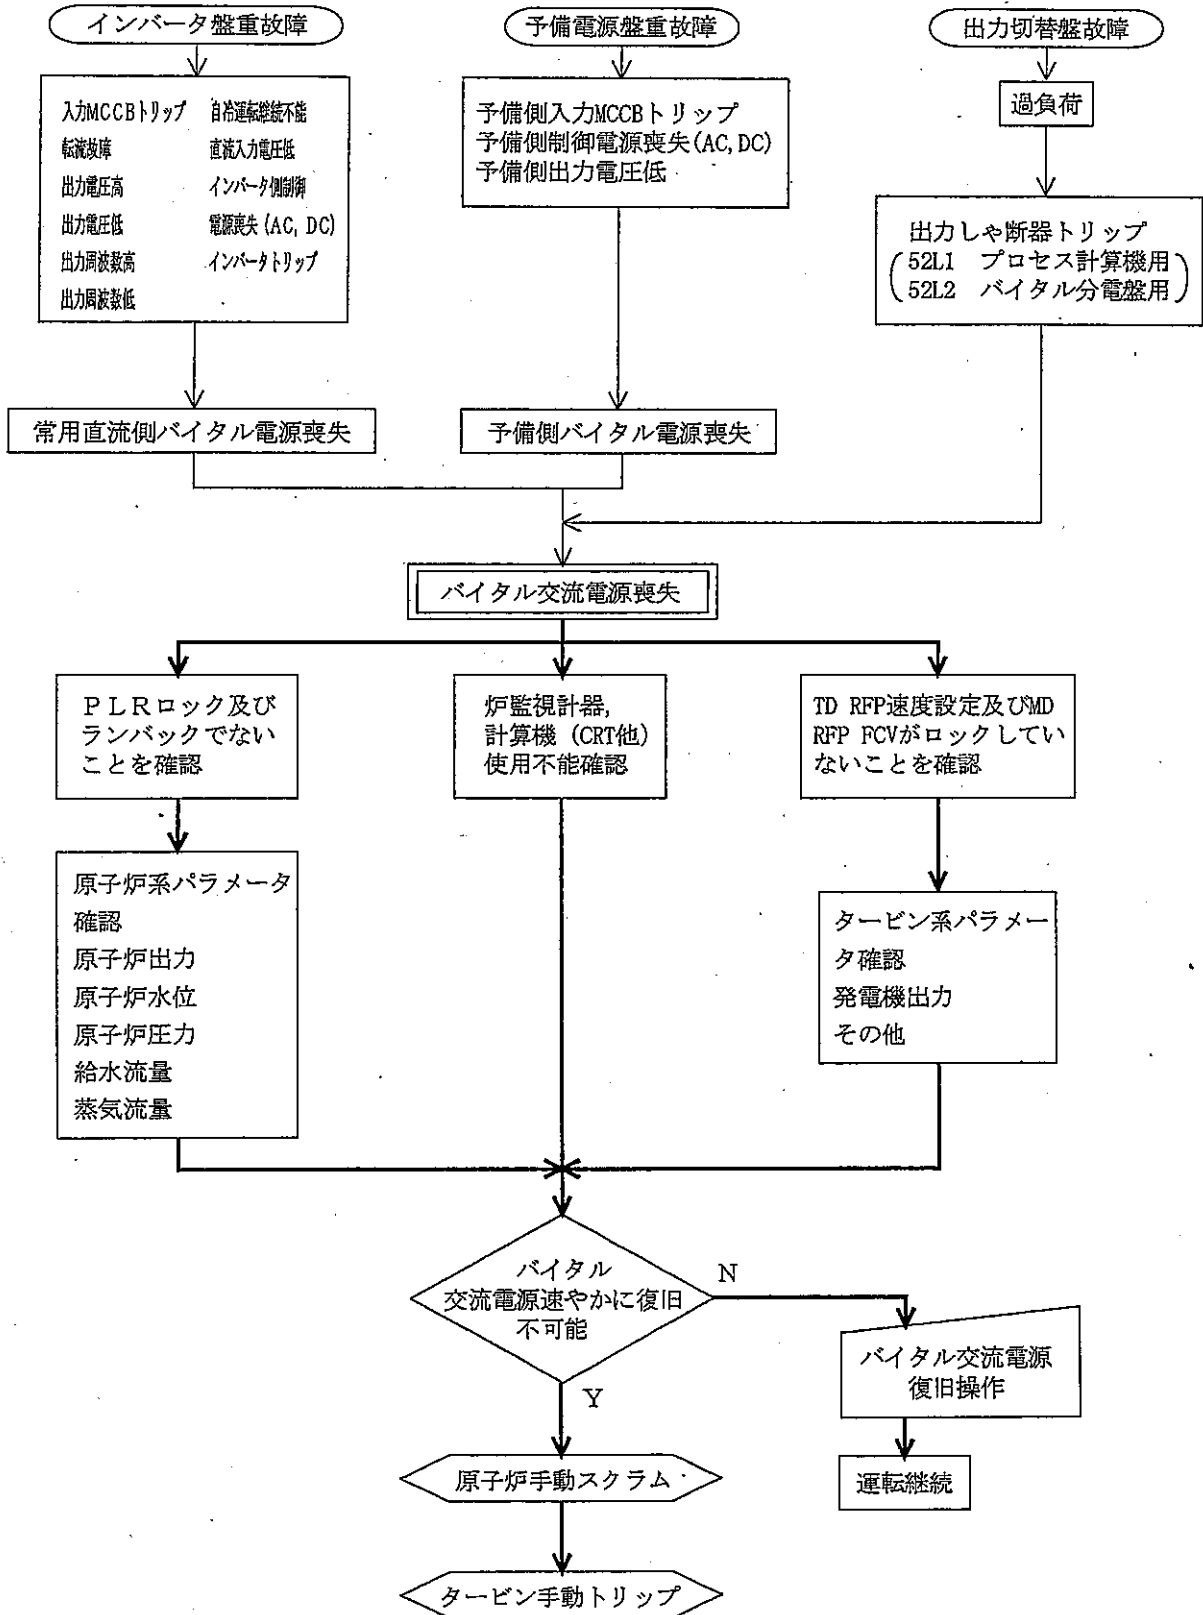 インバータ盤重故障
予備電源盤重故障
出力切替盤故障
入力MCCBトリップ
転流故障
出力電圧高
出力電圧低
出力周波数高
出力周波数低
自冷運転継続不能
直流入力電圧低
インバータ側制御
電源喪失(AC, DC)
インバータトリップ
予備側入力MCCBトリップ
予備側制御電源喪失(AC, DC)
予備側出力電圧低
過負荷
出力しゃ断器トリップ
(52L1 プロセス計算機用
52L2 バイタル分電盤用)
常用直流側バイタル電源喪失
予備側バイタル電源喪失
バイタル交流電源喪失
PLRロック及び
ランバックでない
ことを確認
炉監視計器,
計算機 (CRT他)
使用不能確認
TD RFP速度設定及びMD
RFP FCVがロックしてい
ないことを確認
原子炉系パラメータ
確認
原子炉出力
原子炉水位
原子炉圧力
給水流量
蒸気流量
タービン系パラメー
タ確認
発電機出力
その他
バイタル
交流電源速やかに復旧
不可能
N
Y
バイタル交流電源
復旧操作
運転継続
原子炉手動スクラム
タービン手動トリップ